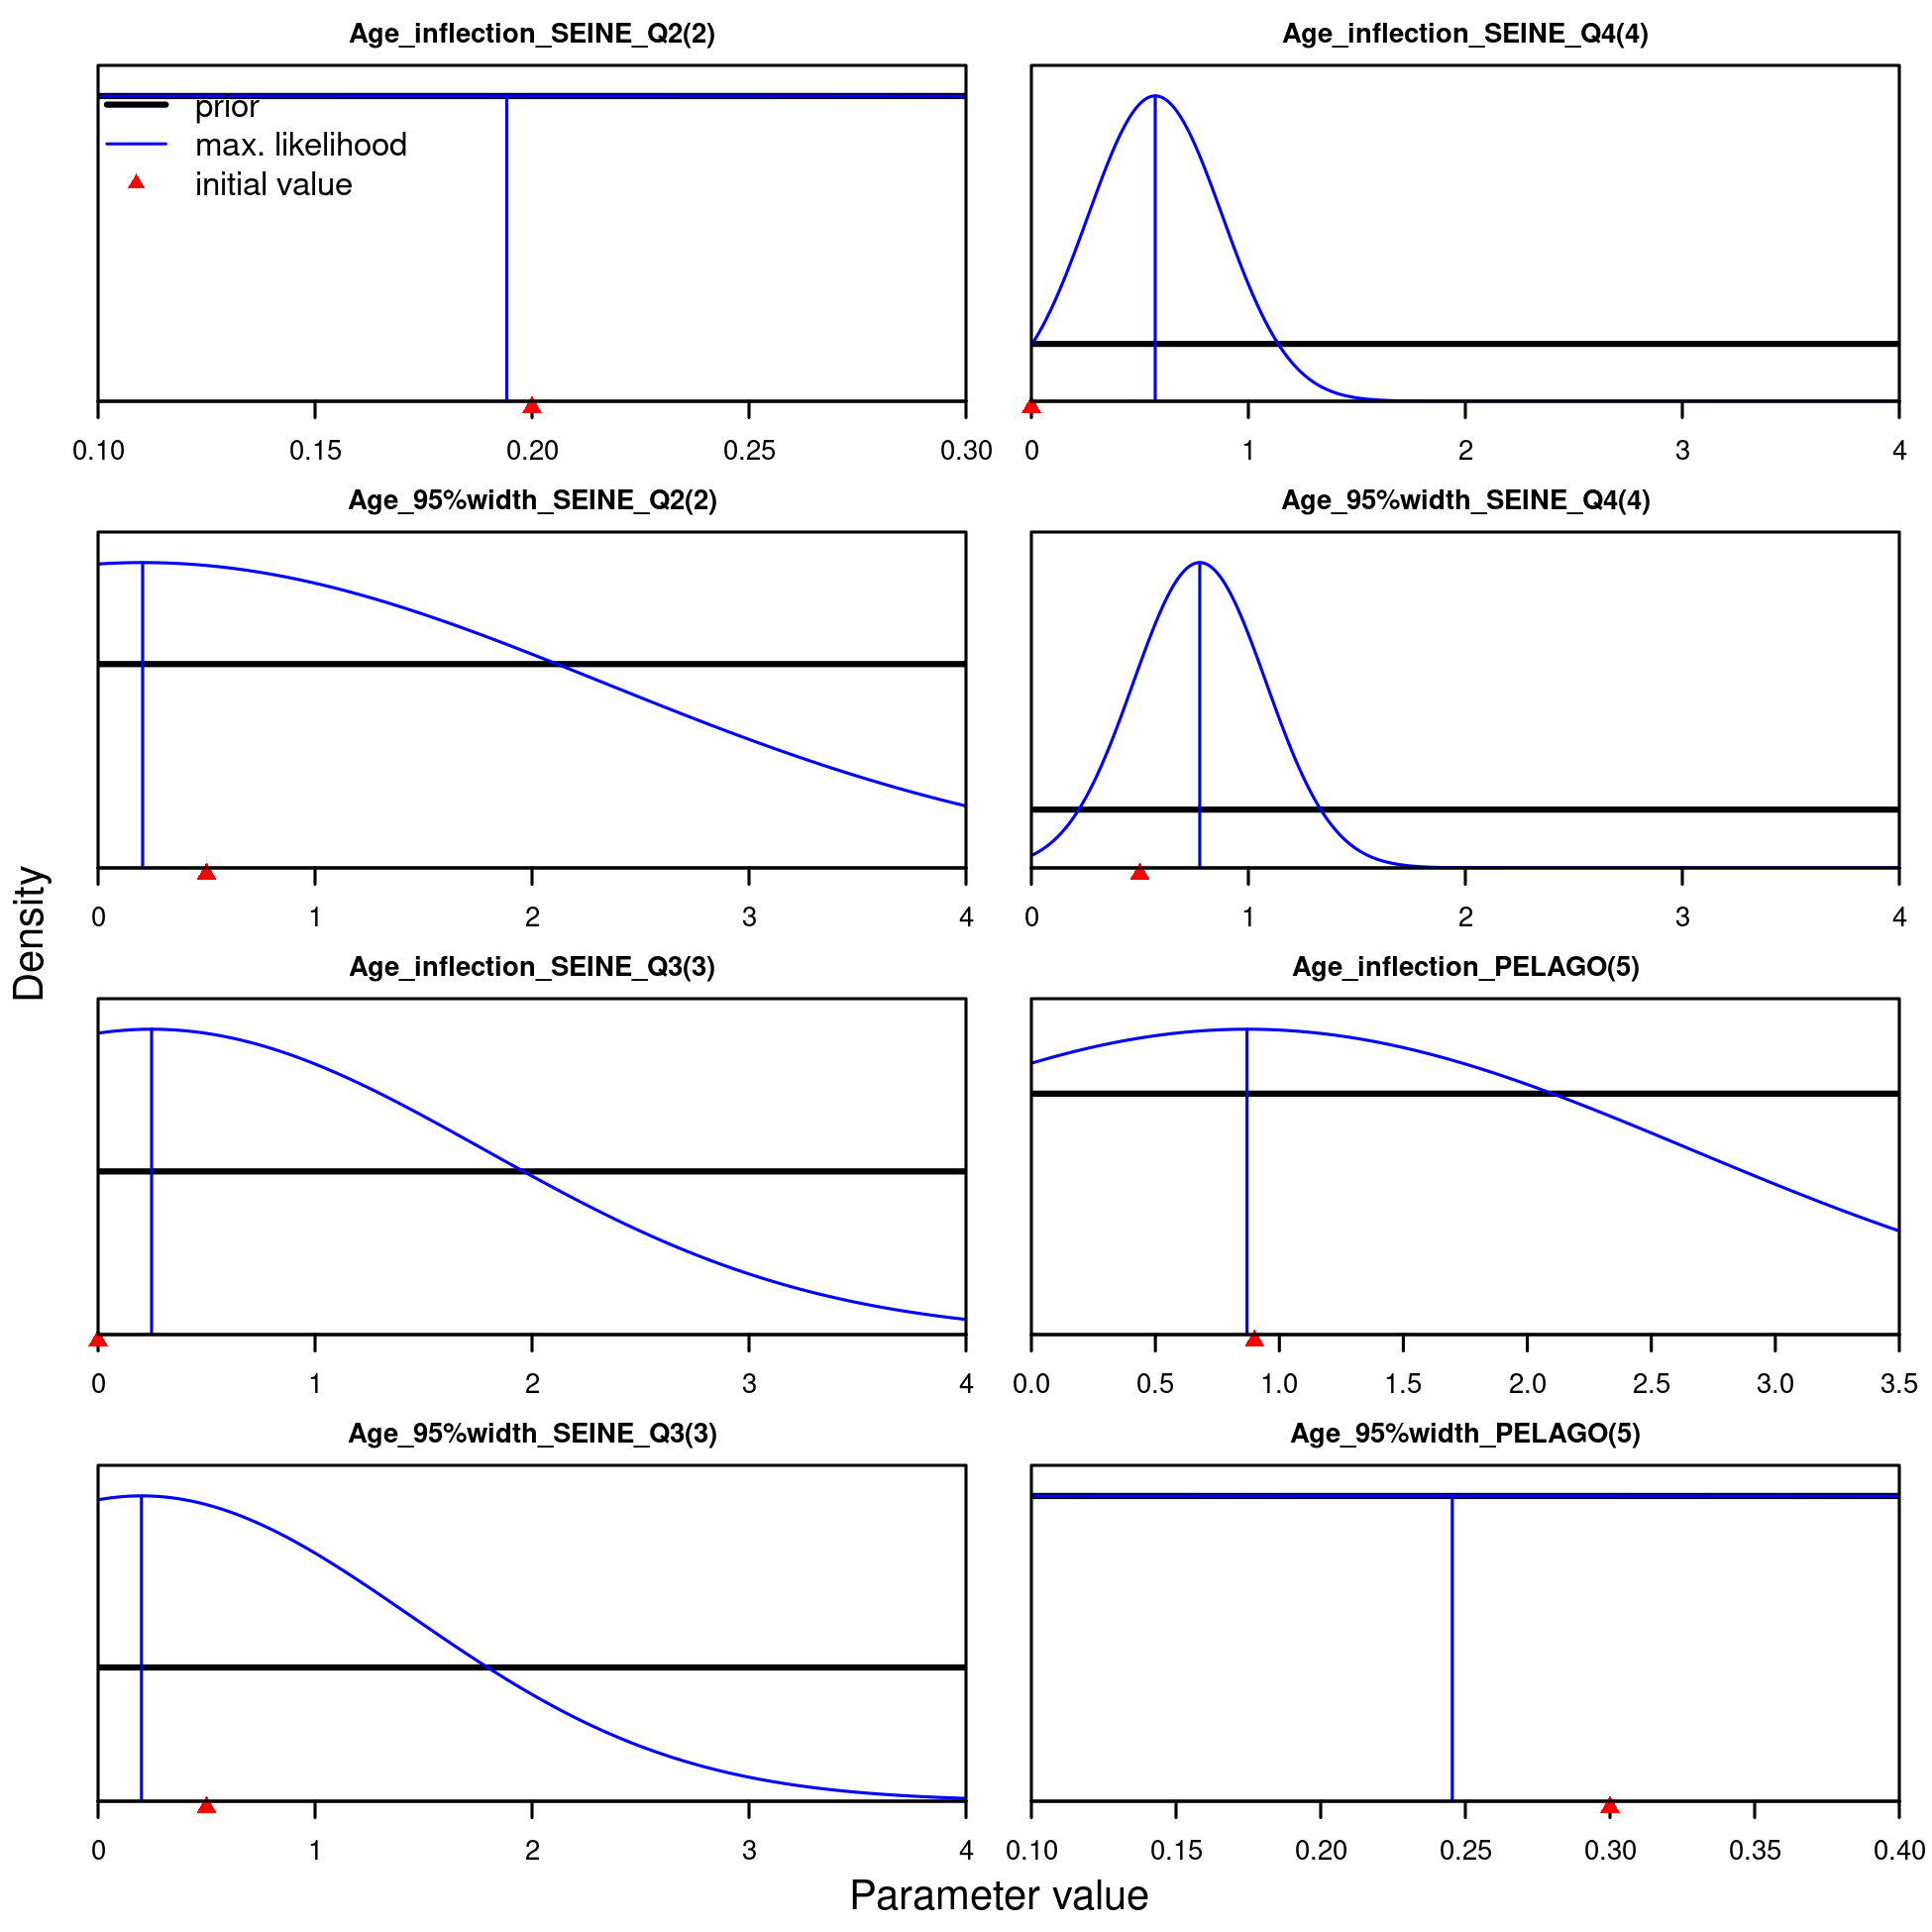 Age_inflection_SEINE_Q2(2)
prior
max. likelihood
initial value
0.10 0.15 0.20 0.25 0.30
Age_inflection_SEINE_Q4(4)
0 1 2 3 4
Age_95%width_SEINE_Q2(2)
0 1 2 3 4
Age_95%width_SEINE_Q4(4)
0 1 2 3 4
Age_inflection_SEINE_Q3(3)
0 1 2 3 4
Age_inflection_PELAGO(5)
0.0 0.5 1.0 1.5 2.0 2.5 3.0 3.5
Age_95%width_SEINE_Q3(3)
0 1 2 3 4
Age_95%width_PELAGO(5)
0.10 0.15 0.20 0.25 0.30 0.35 0.40
Density
Parameter value